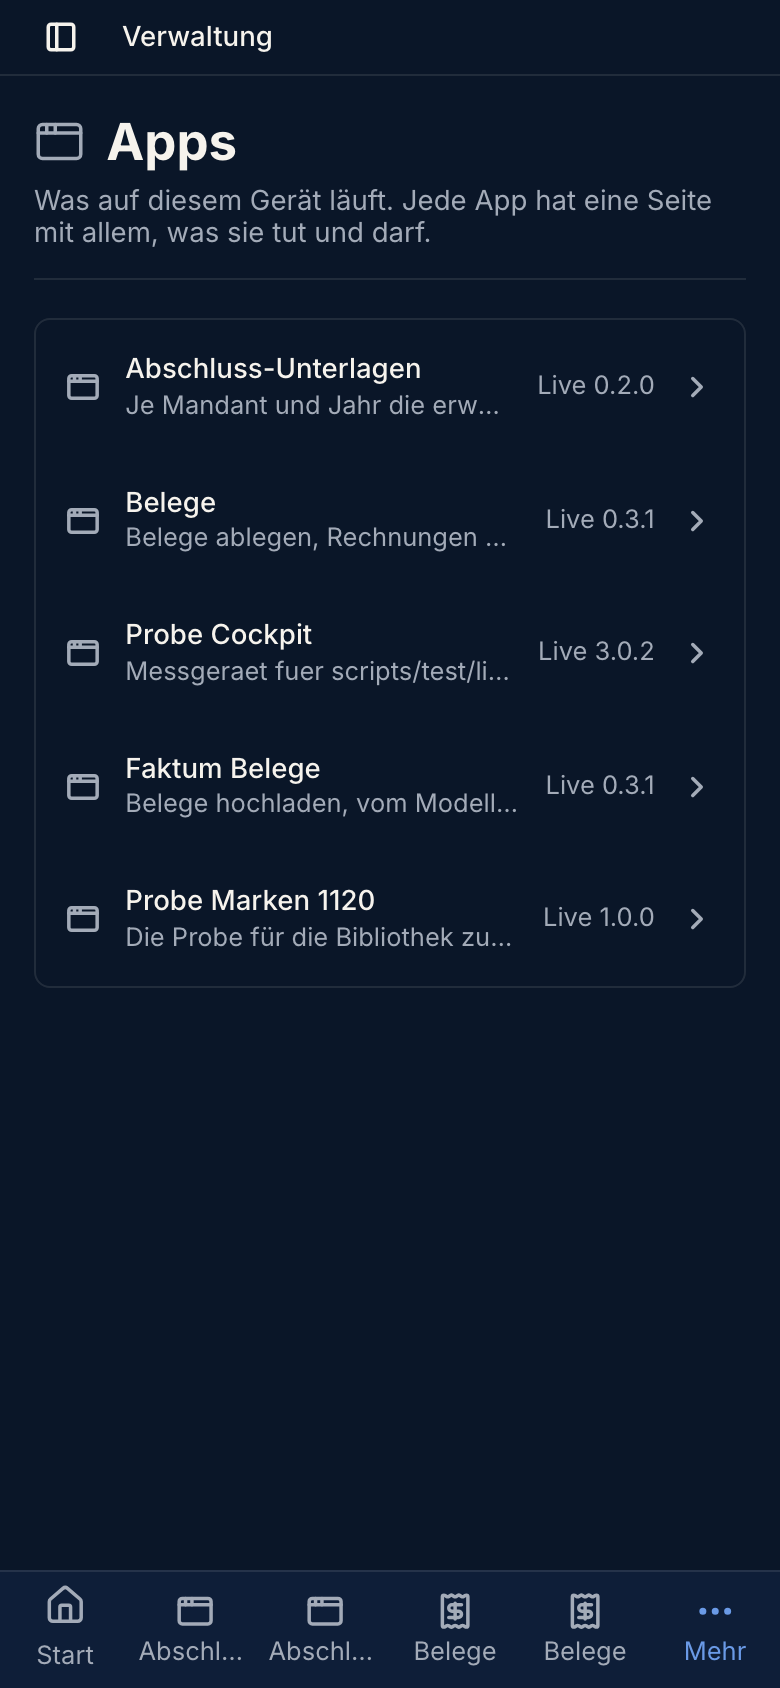 Verwaltung
Apps
Was auf diesem Gerät läuft. Jede App hat eine Seite
mit allem, was sie tut und darf.
Abschluss-Unterlagen
Je Mandant und Jahr die erw...
Live 0.2.0
Belege
Belege ablegen, Rechnungen ...
Live 0.3.1
Probe Cockpit
Messgeraet fuer scripts/test/li...
Live 3.0.2
Faktum Belege
Belege hochladen, vom Modell...
Live 0.3.1
Probe Marken 1120
Die Probe für die Bibliothek zu...
Live 1.0.0
Start
Abschl...
Abschl...
Belege
Belege
Mehr